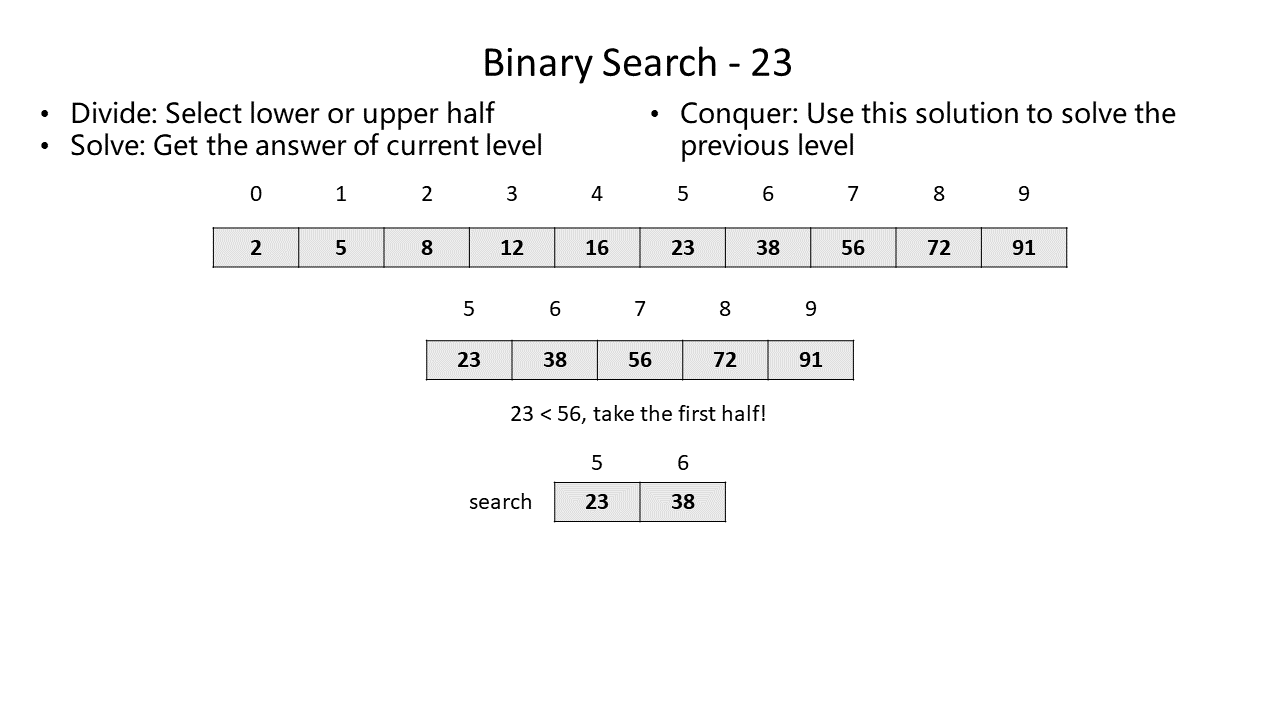 Binary Search - 23
• Divide: Select lower or upper half
• Solve: Get the answer of current level
• Conquer: Use this solution to solve the
previous level
0 1 2 3 4 5 6 7 8 9
2 5 8 12 16 23 38 56 72 91
5 6 7 8 9
23 38 56 72 91
23 < 56, take the first half!
5 6
search 23 38